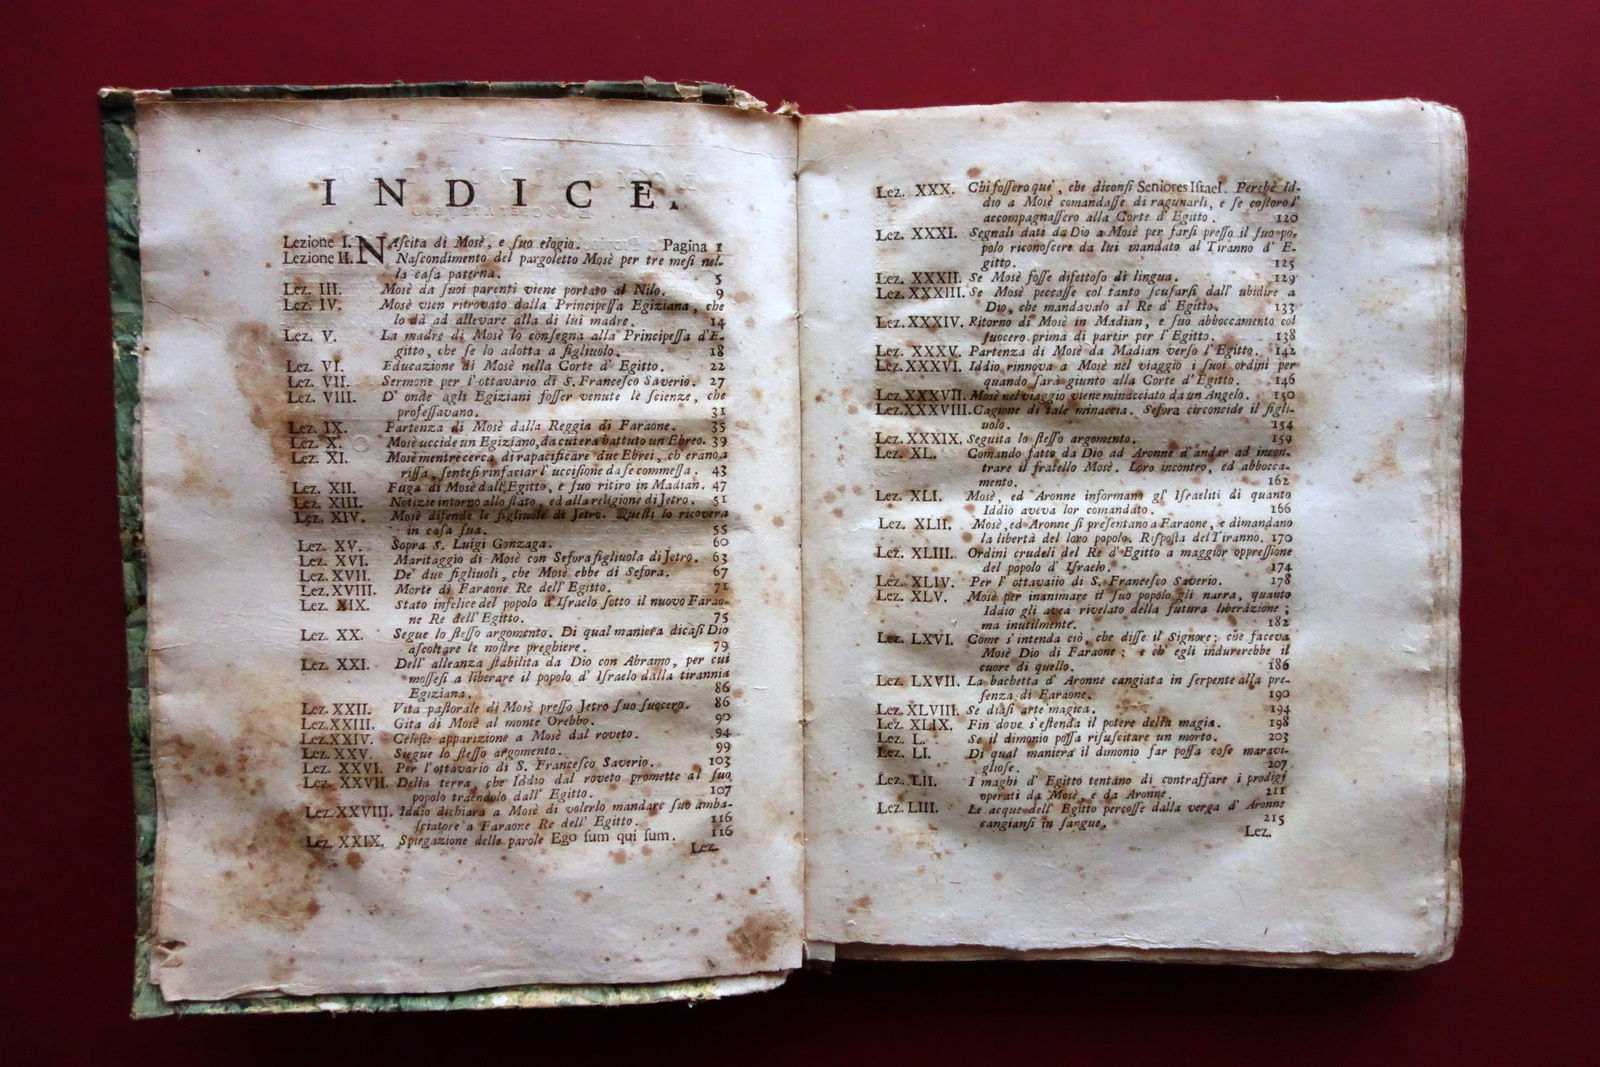 INDICE.
Lezione I. Nascita di Mosè, e suo elogio. Pagina 1
Lezione II. Nascondimento del pargoletto Mosè per tre mesi nel-
la casa paterna. 5
Lez. III. Mosè da suoi parenti viene portato al Nilo. 9
Lez. IV. Mosè vien ritrovato dalla Principessa Egiziana, che
lo dà ad allevare alla di lui madre. 14
Lez. V. La madre di Mosè lo consegna alla Principessa d'E-
gitto, che se lo adotta a figliuolo. 18
Lez. VI. Educazione di Mosè nella Corte d' Egitto. 22
Lez. VII. Sermone per l'ottavario di S. Francesco Saverio. 27
Lez. VIII. D' onde agli Egiziani fosser venute le scienze, che
professavano. 31
Lez. IX. Partenza di Mosè dalla Reggia di Faraone. 35
Lez. X. Mosè uccide un Egiziano, da cui era battuto un Ebreo. 39
Lez. XI. Mosè mentre cerca di rapacificare due Ebrei, ch' erano a
rissa, sentesi rinfaciar l' uccisione da se commessa. 43
Lez. XII. Fuga di Mosè dall' Egitto, e suo ritiro in Madian. 47
Lez. XIII. Notizie intorno allo stato, ed alla religione di Jetro. 51
Lez. XIV. Mosè difende le figliuole di Jetro. Questi lo ricovera
in casa sua. 55
Lez. XV. Sopra S. Luigi Gonzaga. 60
Lez. XVI. Maritaggio di Mosè con Sefora figliuola di Jetro. 63
Lez. XVII. De' due figliuoli, che Mosè ebbe di Sefora. 67
Lez. XVIII. Morte di Faraone Re dell' Egitto. 71
Lez. XIX. Stato infelice del popolo d' Israelo sotto il nuovo Farao-
ne Re dell' Egitto. 75
Lez. XX. Segue lo stesso argomento. Di qual maniera dicasi Dio
ascoltare le nostre preghiere. 79
Lez. XXI. Dell' alleanza stabilita da Dio con Abramo, per cui
mossesi a liberare il popolo d' Israelo dalla tirannia
Egiziana. 86
Lez. XXII. Vita pastorale di Mosè presso Jetro suo suocero. 86
Lez. XXIII. Gita di Mosè al monte Orebbo. 90
Lez. XXIV. Celeste apparizione a Mosè dal roveto. 94
Lez. XXV. Siegue lo stesso argomento. 99
Lez. XXVI. Per l'ottavario di S. Francesco Saverio. 103
Lez. XXVII. Della terra, che Iddio dal roveto promette al suo
popolo traendolo dall' Egitto. 107
Lez. XXVIII. Iddio dichiara a Mosè di volerlo mandare suo amba-
sciatore a Faraone Re dell' Egitto. 116
Lez. XXIX. Spiegazione delle parole Ego sum qui sum. 116
Lez.
Lez. XXX. Chi fossero que', che diconsi Seniores Israel. Perchè Id-
dio a Mosè comandasse di ragunarli, e se costoro l'
accompagnassero alla Corte d' Egitto. 120
Lez. XXXI. Segnali dati da Dio a Mosè per farsi presso il suo po-
polo riconoscere da lui mandato al Tiranno d' E-
gitto. 125
Lez. XXXII. Se Mosè fosse difettoso di lingua. 129
Lez. XXXIII. Se Mosè peccasse col tanto scusarsi dall' ubidire a
Dio, che mandavalo al Re d' Egitto. 133
Lez. XXXIV. Ritorno di Mosè in Madian, e suo abboccamento col
suocero prima di partir per l' Egitto. 138
Lez. XXXV. Partenza di Mosè da Madian verso l' Egitto. 142
Lez. XXXVI. Iddio rinnova a Mosè nel viaggio i suoi ordini per
quando sarà giunto alla Corte d' Egitto. 146
Lez. XXXVII. Mosè nel viaggio viene minacciato da un Angelo. 150
Lez. XXXVIII. Cagione di tale minaccia. Sefora circoncide il figli-
uolo. 154
Lez. XXXIX. Seguita lo stesso argomento. 159
Lez. XL. Comando fatto da Dio ad Aronne d' andar ad incon-
trare il fratello Mosè. Loro incontro, ed abbocca-
mento. 162
Lez. XLI. Mosè, ed Aronne informano gl' Israeliti di quanto
Iddio aveva lor comandato. 166
Lez. XLII. Mosè, ed Aronne si presentano a Faraone, e dimandano
la libertà del loro popolo. Risposta del Tiranno. 170
Lez. XLIII. Ordini crudeli del Re d' Egitto a maggior oppressione
del popolo d' Israelo. 174
Lez. XLIV. Per l' ottavaiio di S. Francesco Saverio. 178
Lez. XLV. Mosè per inanimare il suo popolo gli narra, quanto
Iddio gli avea rivelato della futura liberazione;
ma inutilmente. 182
Lez. LXVI. Come s'intenda ciò, che disse il Signore: che faceva
Mosè Dio di Faraone; e ch' egli indurerebbe il
cuore di quello. 186
Lez. LXVII. La bachetta d' Aronne cangiata in serpente alla pre-
senza di Faraone. 190
Lez. XLVIII. Se diasi arte magica. 194
Lez. XLIX. Fin dove s'estenda il potere della magia. 198
Lez. L. Se il dimonio possa risuscitare un morto. 203
Lez. LI. Di qual maniera il dimonio far possa cose maravi-
gliose. 207
Lez. LII. I maghi d' Egitto tentano di contraffare i prodigi
operati da Mosè, e da Aronne. 211
Lez. LIII. Le acque dell' Egitto percosse dalla verga d' Aronne
cangiansi in sangue. 215
Lez.